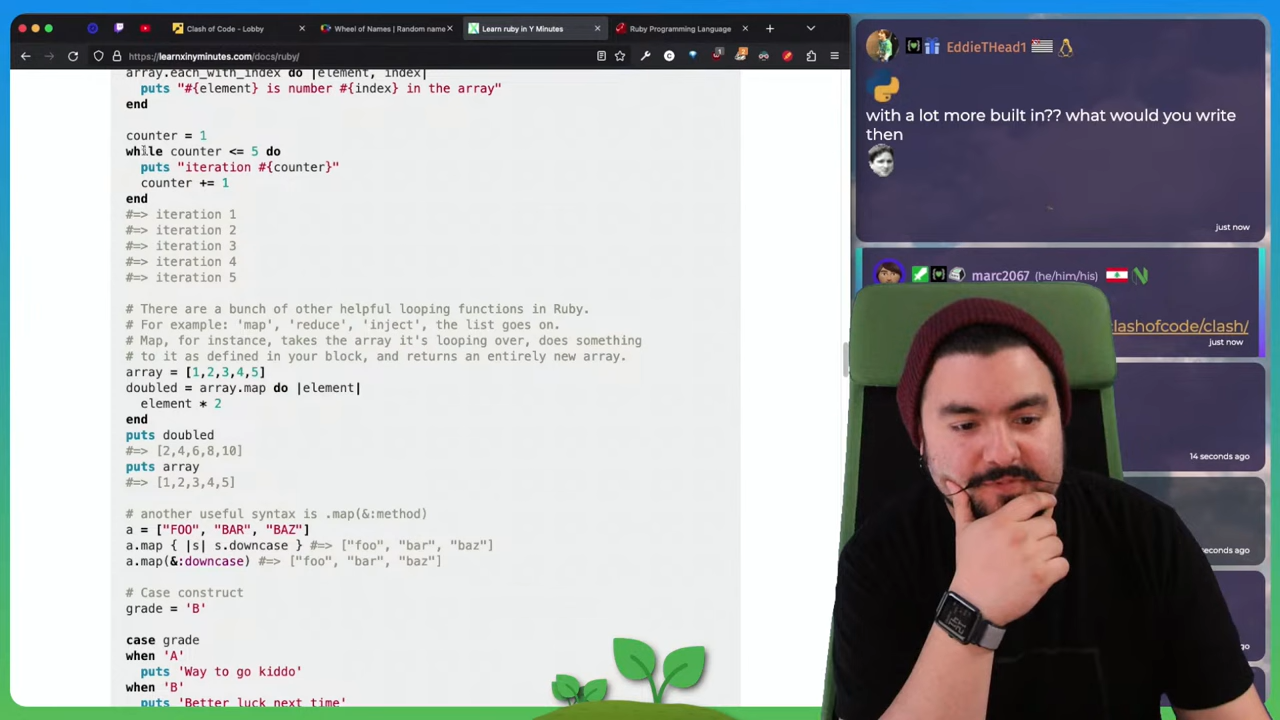 Clash of Code - Lobby
Wheel of Names | Random name
Learn ruby in Y Minutes
Ruby Programming Language
https://learnxinyminutes.com/docs/ruby/
array.each_with_index do |element, index|
puts "#{element} is number #{index} in the array"
end
counter = 1
while counter <= 5 do
puts "iteration #{counter}"
counter += 1
end
#=> iteration 1
#=> iteration 2
#=> iteration 3
#=> iteration 4
#=> iteration 5
# There are a bunch of other helpful looping functions in Ruby.
# For example: 'map', 'reduce', 'inject', the list goes on.
# Map, for instance, takes the array it's looping over, does something
# to it as defined in your block, and returns an entirely new array.
array = [1,2,3,4,5]
doubled = array.map do |element|
element * 2
end
puts doubled
#=> [2,4,6,8,10]
puts array
#=> [1,2,3,4,5]
# another useful syntax is .map(&:method)
a = ["FOO", "BAR", "BAZ"]
a.map { |s| s.downcase } #=> ["foo", "bar", "baz"]
a.map(&:downcase) #=> ["foo", "bar", "baz"]
# Case construct
grade = 'B'
case grade
when 'A'
puts 'Way to go kiddo'
when 'B'
puts 'Better luck next time'
EddieTHead1
with a lot more built in?? what would you write
then
just now
marc2067 (he/him/his)
lashofcode/clash/
just now
14 seconds ago
econds ago
go